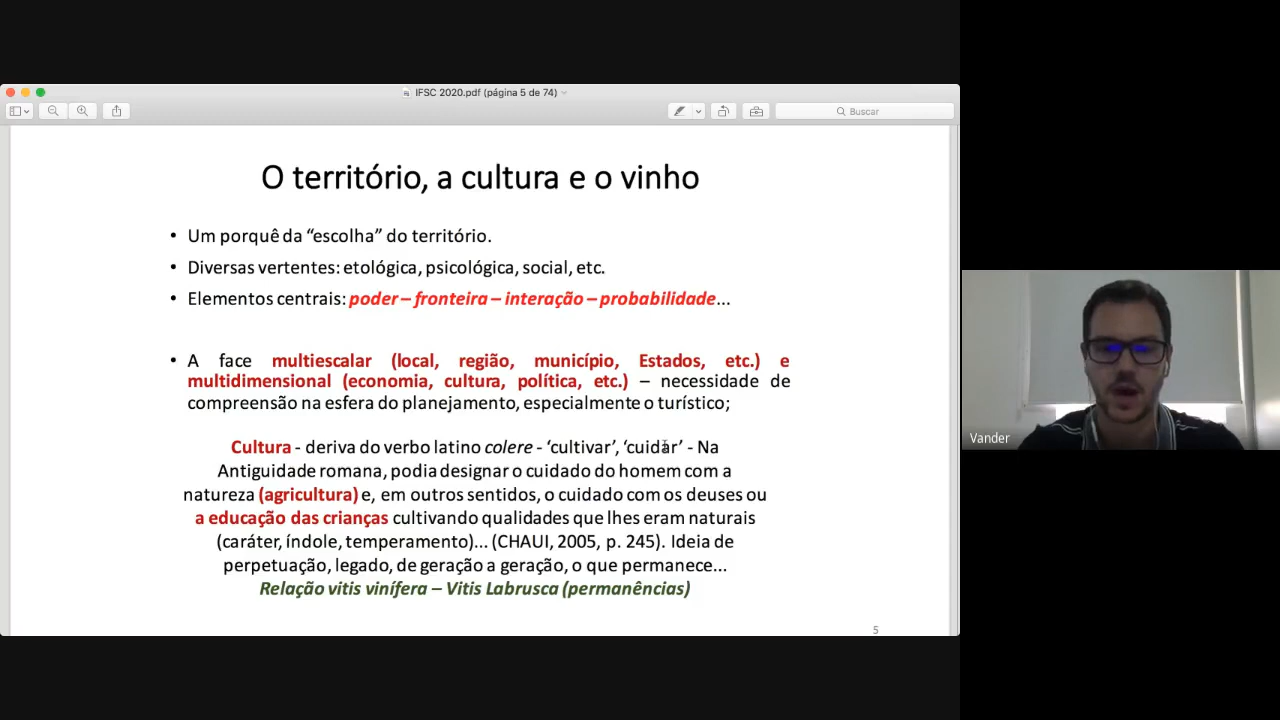 IFSC 2020.pdf (página 5 de 74)
Buscar
O território, a cultura e o vinho
• Um porquê da “escolha” do território.
• Diversas vertentes: etológica, psicológica, social, etc.
• Elementos centrais: poder – fronteira – interação – probabilidade...
• A face multiescalar (local, região, município, Estados, etc.) e
multidimensional (economia, cultura, política, etc.) – necessidade de
compreensão na esfera do planejamento, especialmente o turístico;
Cultura - deriva do verbo latino colere - ‘cultivar’, ‘cuidar’ - Na
Antiguidade romana, podia designar o cuidado do homem com a
natureza (agricultura) e, em outros sentidos, o cuidado com os deuses ou
a educação das crianças cultivando qualidades que lhes eram naturais
(caráter, índole, temperamento)... (CHAUI, 2005, p. 245). Ideia de
perpetuação, legado, de geração a geração, o que permanece...
Relação vitis vinífera – Vitis Labrusca (permanências)
5
Vander